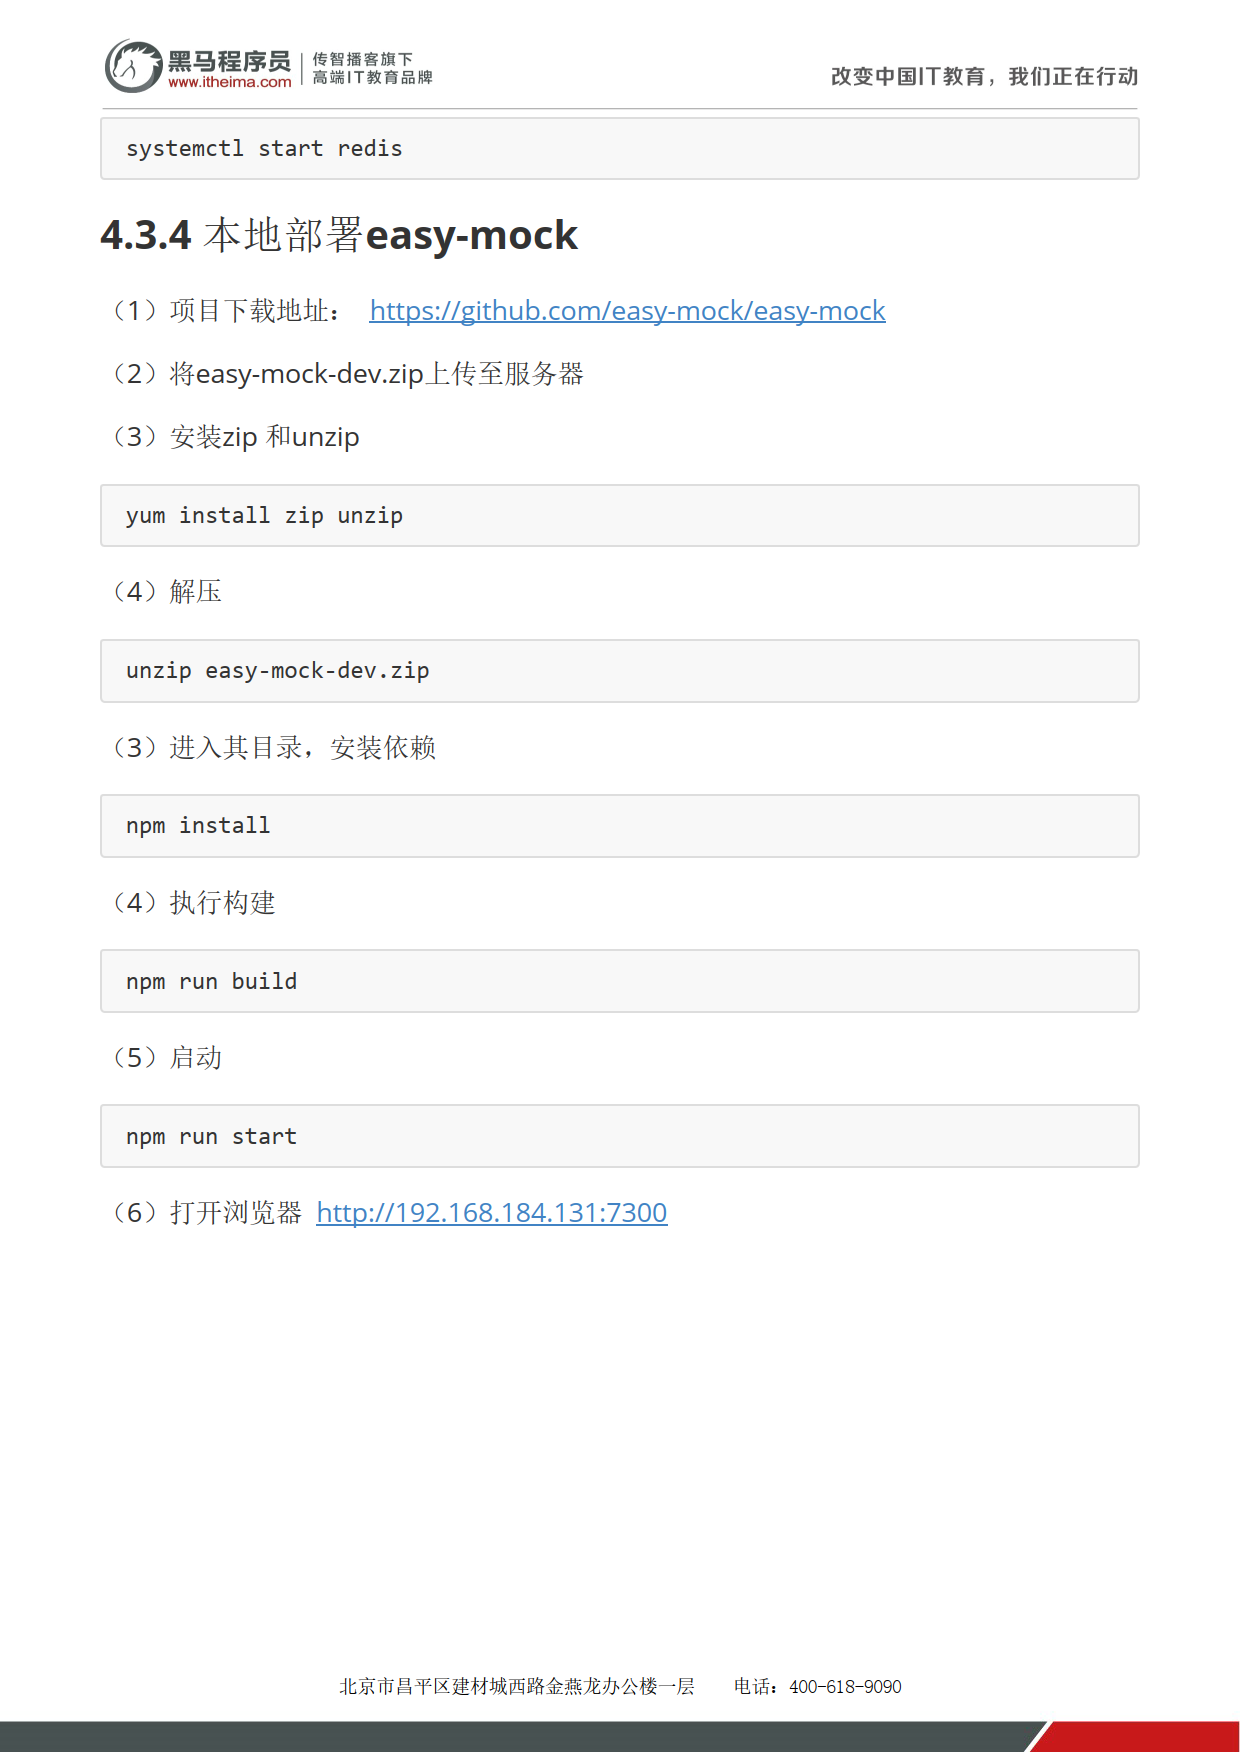 黑马程序员
www.itheima.com
传智播客旗下
高端IT教育品牌
改变中国IT教育，我们正在行动
systemctl start redis
4.3.4 本地部署easy-mock
（1）项目下载地址： https://github.com/easy-mock/easy-mock
（2）将easy-mock-dev.zip上传至服务器
（3）安装zip 和unzip
yum install zip unzip
（4）解压
unzip easy-mock-dev.zip
（3）进入其目录，安装依赖
npm install
（4）执行构建
npm run build
（5）启动
npm run start
（6）打开浏览器 http://192.168.184.131:7300
北京市昌平区建材城西路金燕龙办公楼一层 电话：400-618-9090